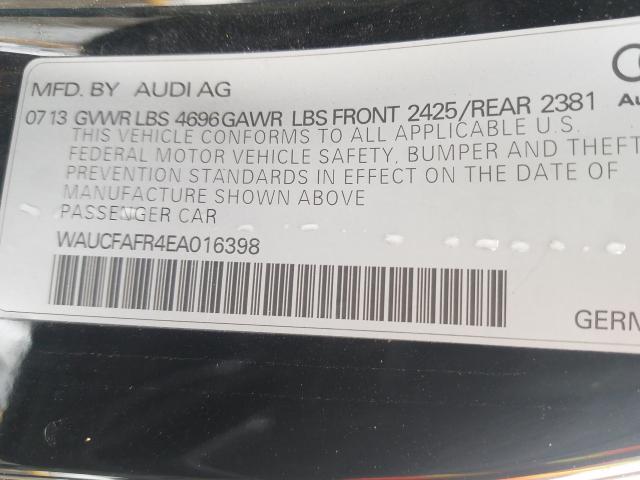 MFD. BY AUDI AG
07 13 GVWR LBS 4696 GAWR LBS FRONT 2425/REAR 2381
THIS VEHICLE CONFORMS TO ALL APPLICABLE U.S.
FEDERAL MOTOR VEHICLE SAFETY, BUMPER AND THEFT
PREVENTION STANDARDS IN EFFECT ON THE DATE OF
MANUFACTURE SHOWN ABOVE
PASSENGER CAR
WAUCFAFR4EA016398
Au
GERM